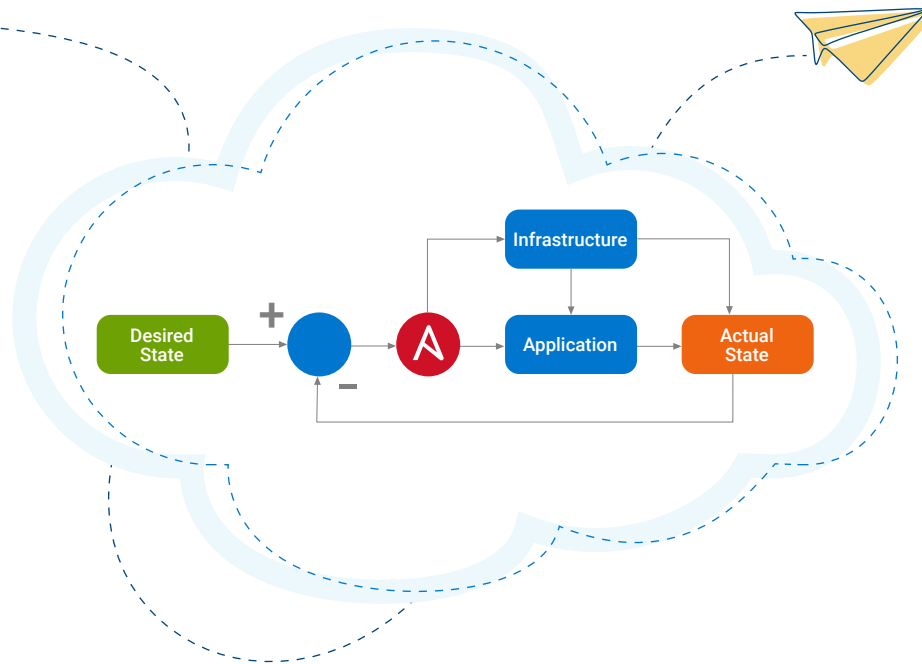 Infrastructure
+
Desired
State
Application
Actual
State
−